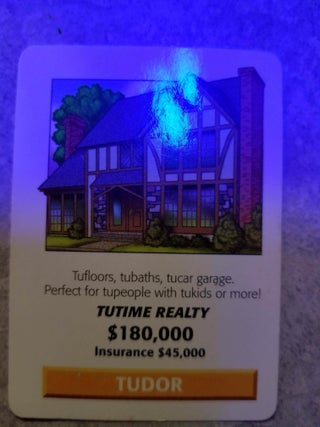 Tufloors, tubaths, tucar garage.
Perfect for tupeople with tukids or more!
TUTIME REALTY
$180,000
Insurance $45,000
TUDOR